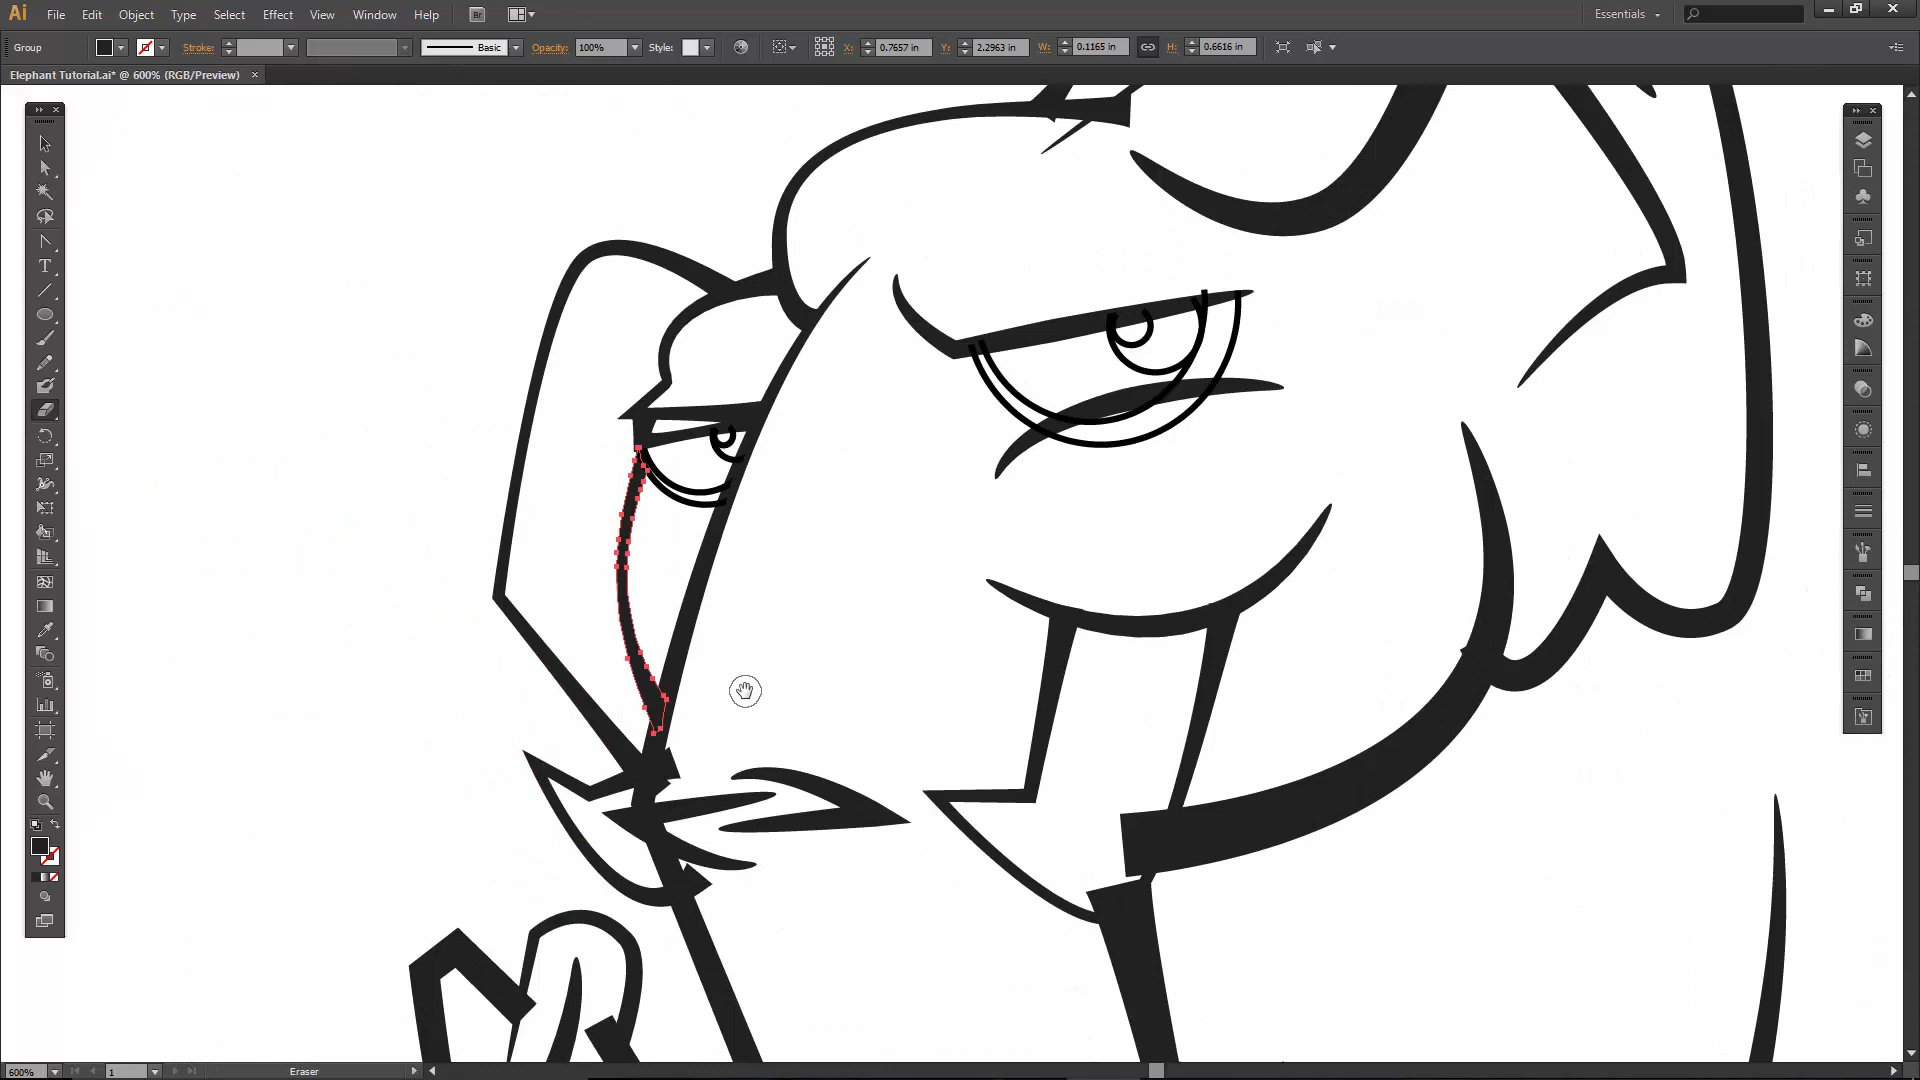 Ai File Edit Object Type Select Effect View Window Help Br Essentials
Group Stroke: Basic Opacity: 100% Style: X: 0.7657 in Y: 2.2963 in W: 0.1165 in H: 0.6616 in
Elephant Tutorial.ai* @ 600% (RGB/Preview) ×
T
600% 1 Eraser